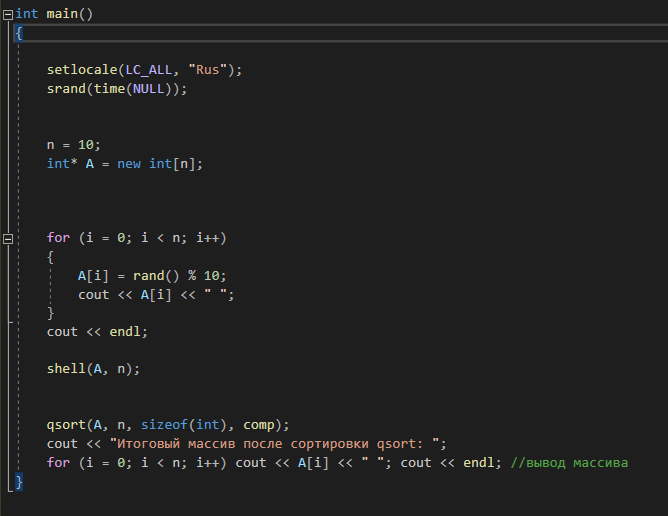 int main()
{
setlocale(LC_ALL, "Rus");
srand(time(NULL));
n = 10;
int* A = new int[n];
for (i = 0; i < n; i++)
{
A[i] = rand() % 10;
cout << A[i] << " ";
}
cout << endl;
shell(A, n);
qsort(A, n, sizeof(int), comp);
cout << "Итоговый массив после сортировки qsort: ";
for (i = 0; i < n; i++) cout << A[i] << " "; cout << endl; //вывод массива
}